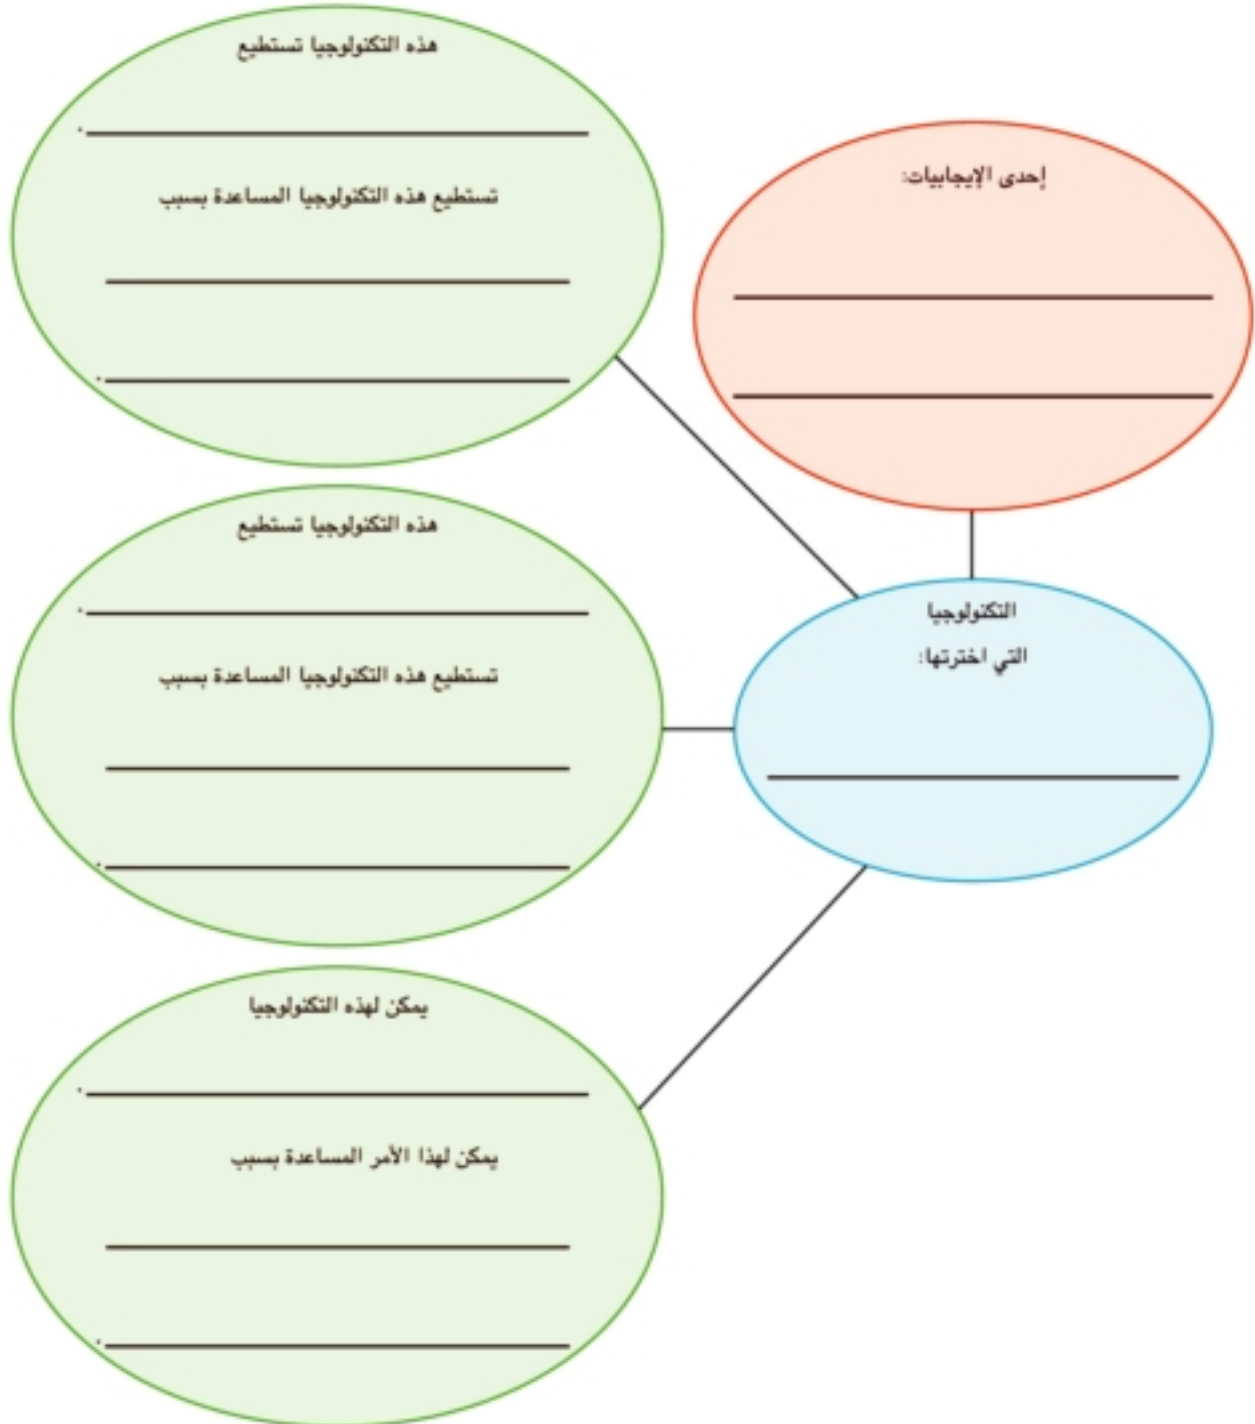 هذه التكنولوجيا تستطيع
تستطيع هذه التكنولوجيا المساعدة بسبب
إحدى الإيجابيات:
هذه التكنولوجيا تستطيع
تستطيع هذه التكنولوجيا المساعدة بسبب
التكنولوجيا
التي اخترتها:
يمكن لهذه التكنولوجيا
يمكن لهذا الأمر المساعدة بسبب